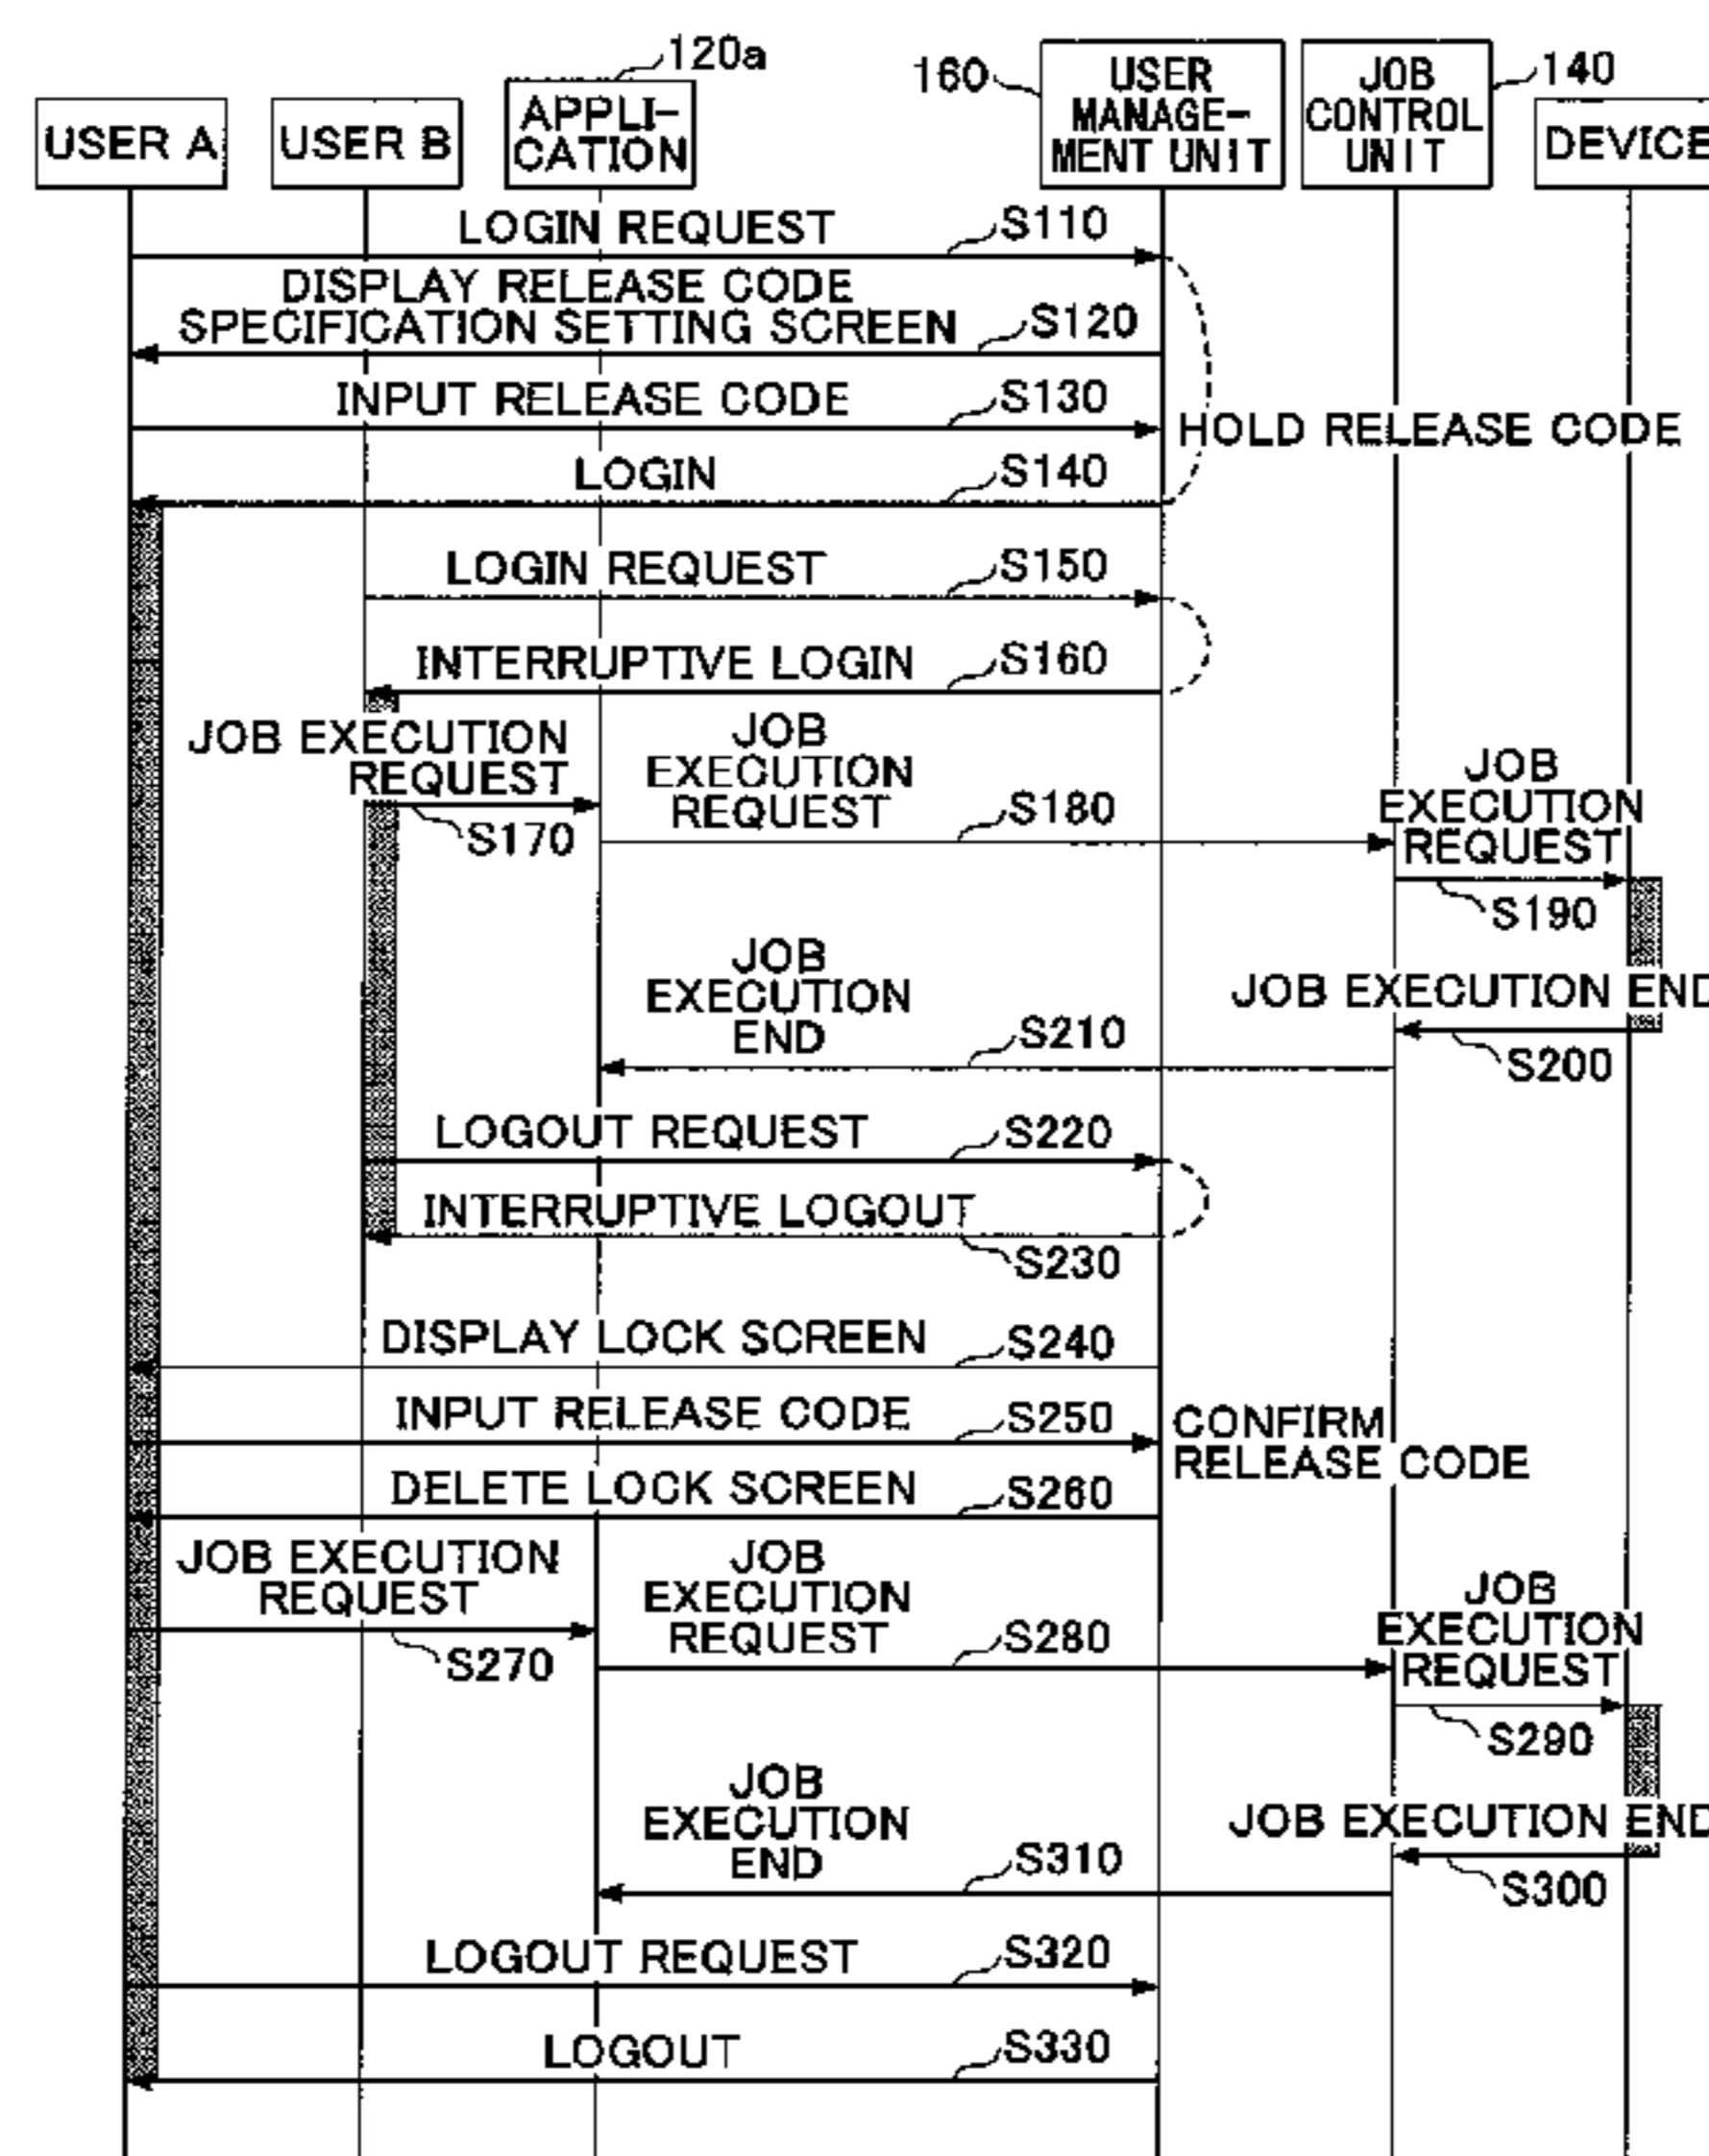 120a
160
USER
MANAGE-
MENT UNIT
JOB
CONTROL
UNIT
140
USER A
USER B
APPLI-
CATION
DEVICE
LOGIN REQUEST
S110
DISPLAY RELEASE CODE
SPECIFICATION SETTING SCREEN
S120
INPUT RELEASE CODE
S130
HOLD RELEASE CODE
LOGIN
S140
LOGIN REQUEST
S150
INTERRUPTIVE LOGIN
S160
JOB EXECUTION
REQUEST
S170
JOB
EXECUTION
REQUEST
S180
JOB
EXECUTION
REQUEST
S190
JOB EXECUTION END
S200
JOB
EXECUTION
END
S210
LOGOUT REQUEST
S220
INTERRUPTIVE LOGOUT
S230
DISPLAY LOCK SCREEN
S240
INPUT RELEASE CODE
S250
CONFIRM
RELEASE CODE
DELETE LOCK SCREEN
S260
JOB EXECUTION
REQUEST
S270
JOB
EXECUTION
REQUEST
S280
JOB
EXECUTION
REQUEST
S290
JOB EXECUTION END
S300
JOB
EXECUTION
END
S310
LOGOUT REQUEST
S320
LOGOUT
S330